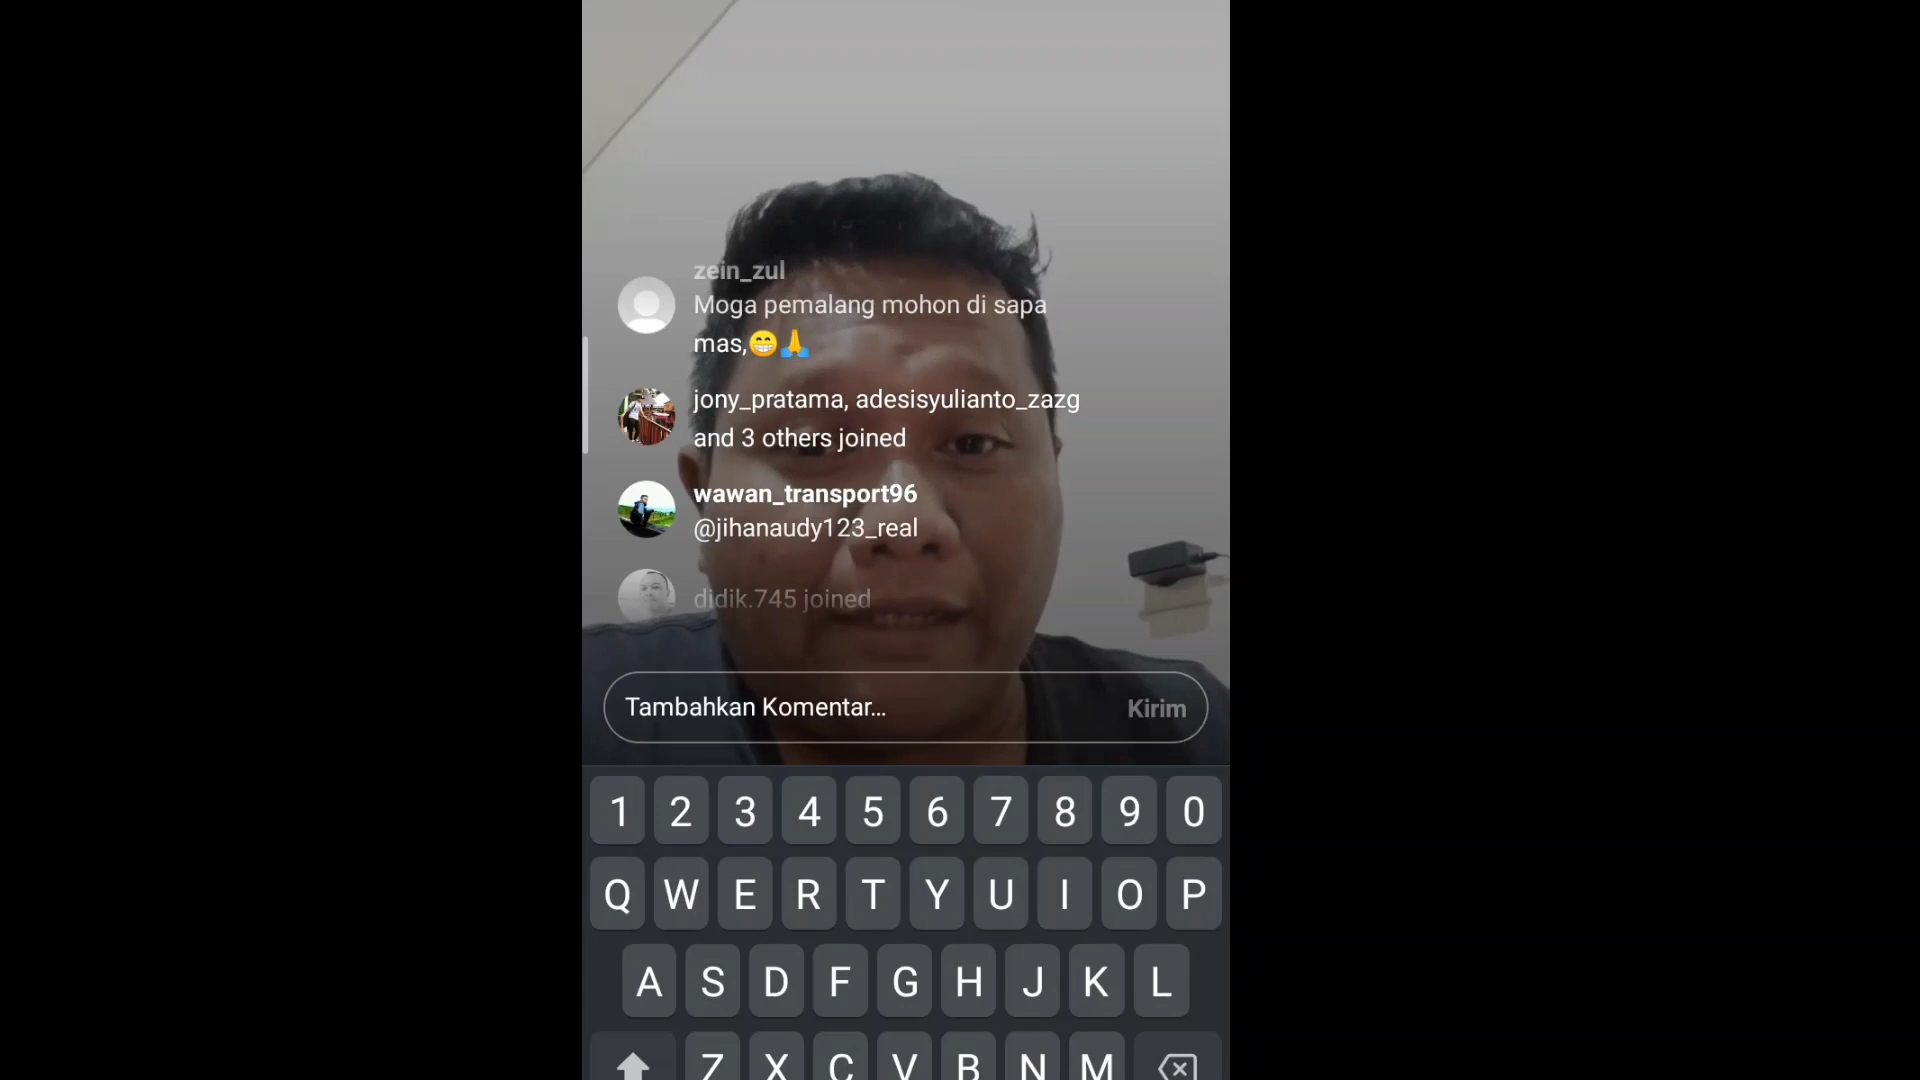 zein_zul
Moga pemalang mohon di sapa
mas,😁🙏
jony_pratama, adesisyulianto_zazg
and 3 others joined
wawan_transport96
@jihanaudy123_real
didik.745 joined
Tambahkan Komentar...
Kirim
1 2 3 4 5 6 7 8 9 0
Q W E R T Y U I O P
A S D F G H J K L
Z X C V B N M